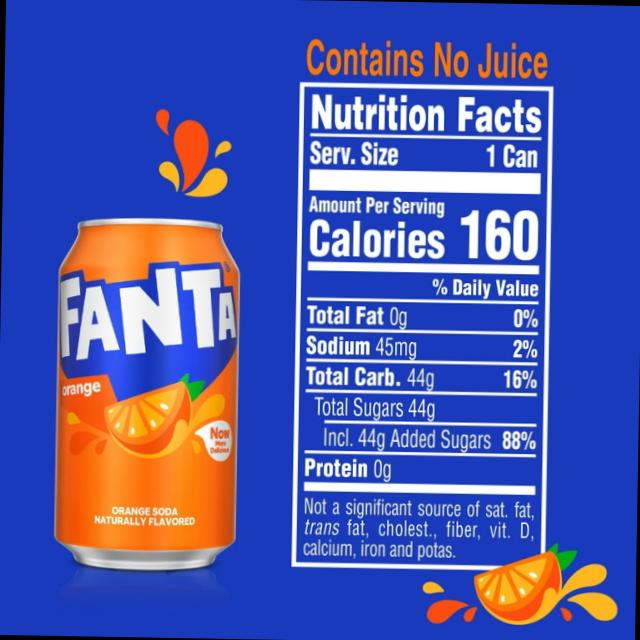 Contains No Juice
Nutrition Facts
Serv. Size 1 Can
Amount Per Serving
Calories 160
% Daily Value
Total Fat 0g 0%
Sodium 45mg 2%
Total Carb. 44g 16%
Total Sugars 44g
Incl. 44g Added Sugars 88%
Protein 0g
Not a significant source of sat. fat,
trans fat, cholest., fiber, vit. D,
calcium, iron and potas.
FANTA
orange
Now
More
Delicious
ORANGE SODA
NATURALLY FLAVORED